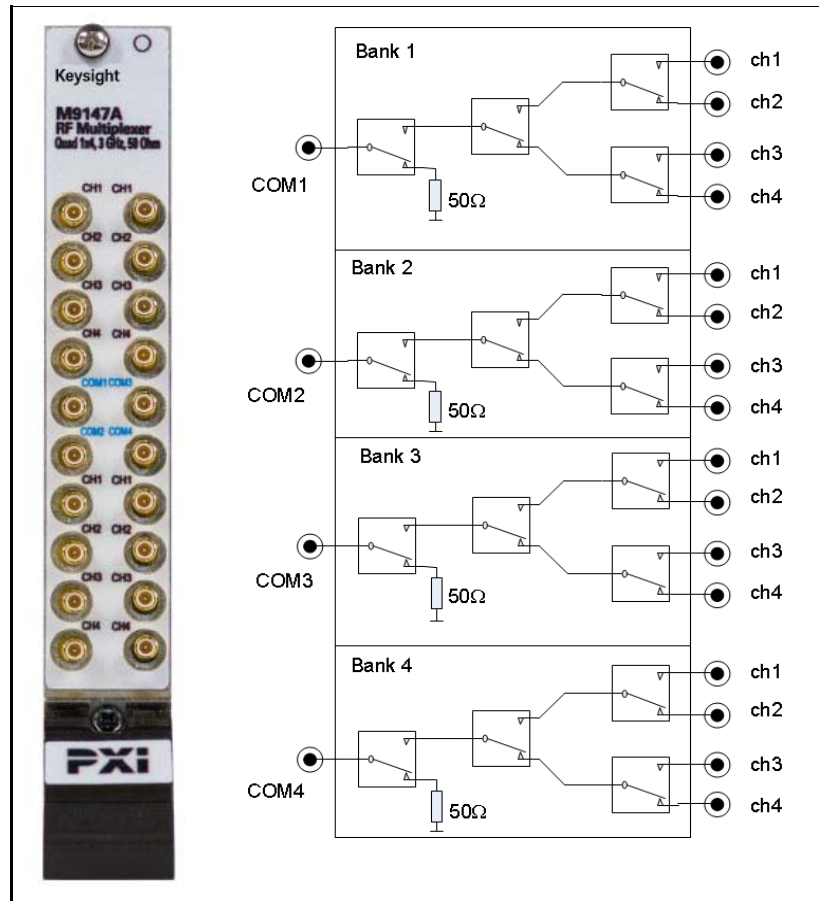 Keysight
M9147A
RF Multiplexer
Quad 1x4, 3 GHz, 50 Ohm
CH1 CH1
CH2 CH2
CH3 CH3
CH4 CH4
COM1 COM3
COM2 COM4
CH1 CH1
CH2 CH2
CH3 CH3
CH4 CH4
PXI
Bank 1
COM1
50Ω
ch1
ch2
ch3
ch4
Bank 2
COM2
50Ω
ch1
ch2
ch3
ch4
Bank 3
COM3
50Ω
ch1
ch2
ch3
ch4
Bank 4
COM4
50Ω
ch1
ch2
ch3
ch4